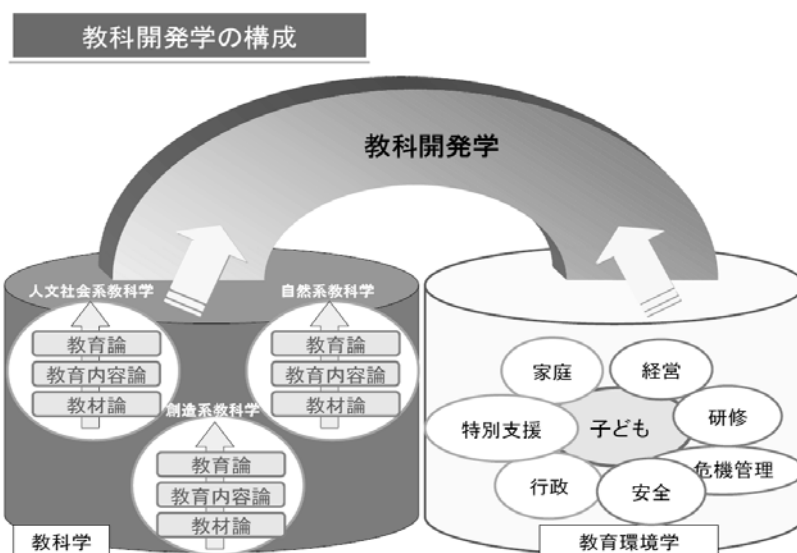 教科開発学の構成
教科開発学
人文社会系教科学
教育論
教育内容論
教材論
自然系教科学
教育論
教育内容論
教材論
創造系教科学
教育論
教育内容論
教材論
教科学
家庭
経営
特別支援
子ども
研修
危機管理
行政
安全
教育環境学